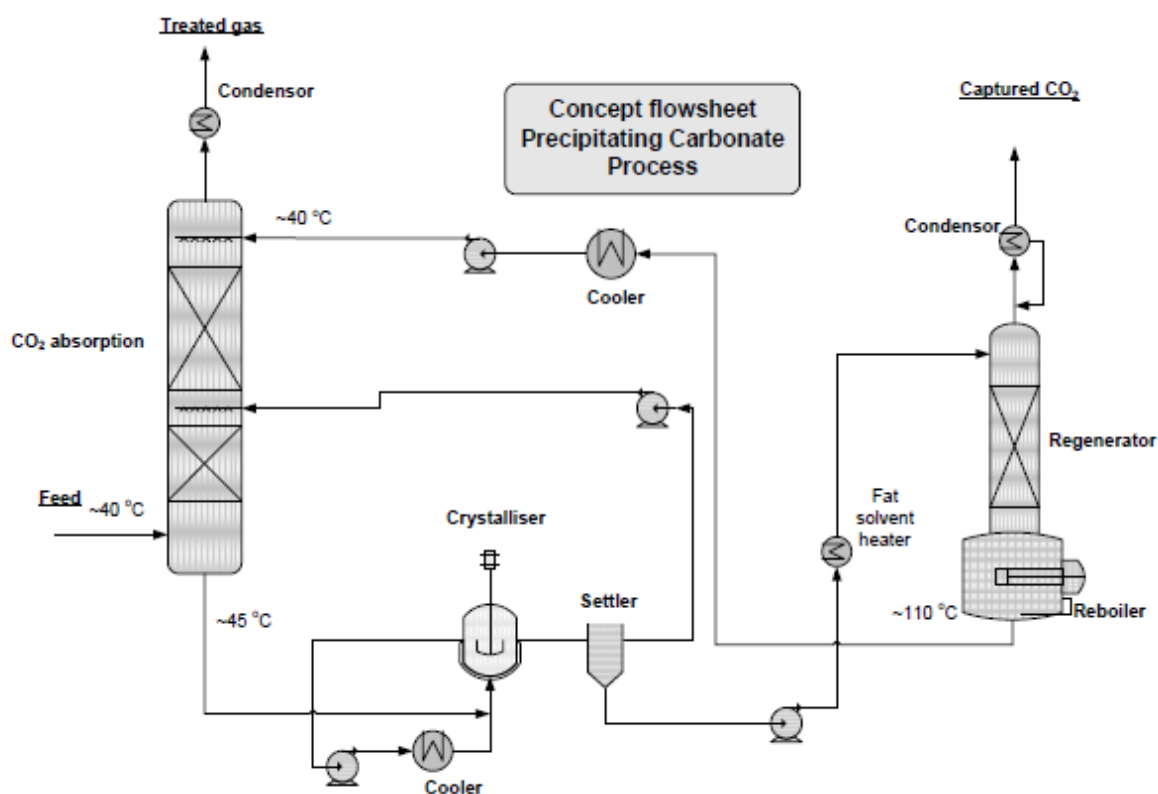 Treated gas
Condensor
Concept flowsheet
Precipitating Carbonate
Process
Captured CO₂
~40 °C
Condensor
Cooler
CO₂ absorption
Regenerator
Feed
~40 °C
Fat
solvent
heater
Crystalliser
Settler
~45 °C
~110 °C
Reboiler
Cooler